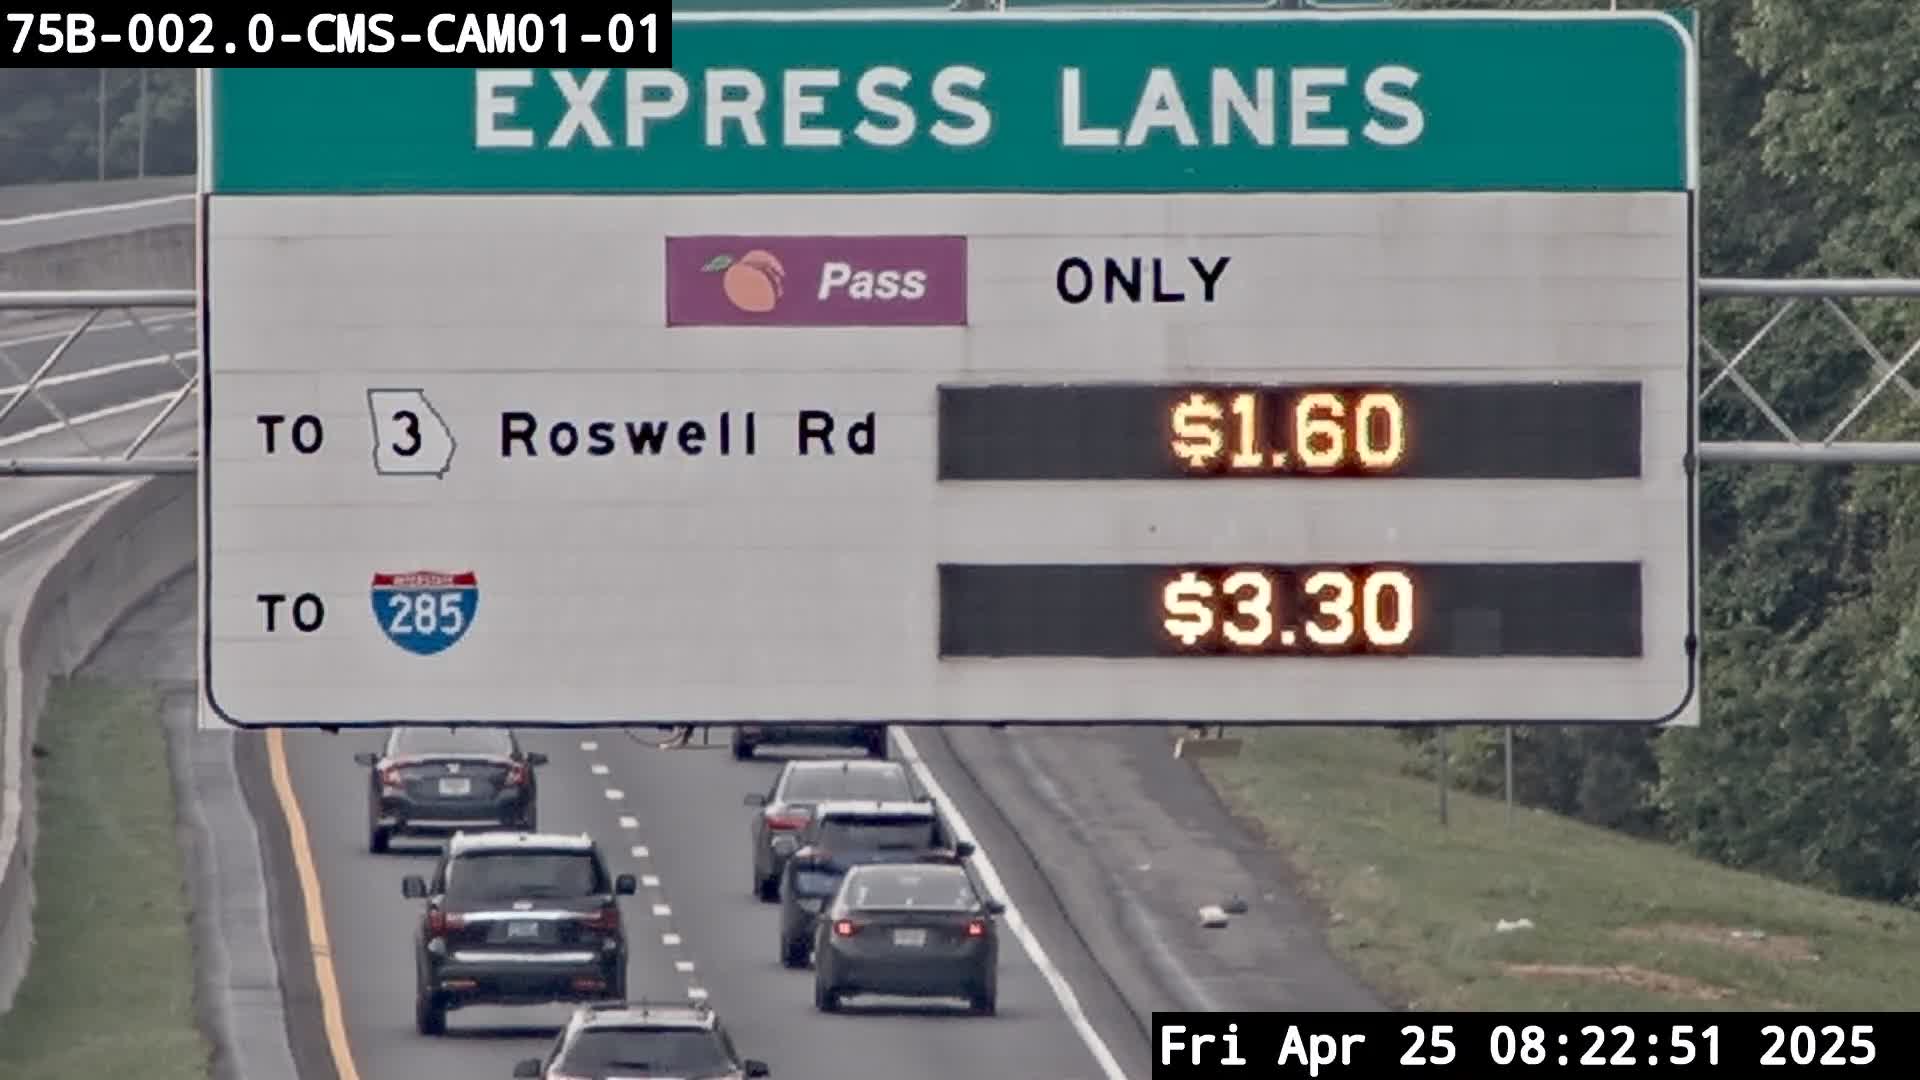 75B-002.0-CMS-CAM01-01
EXPRESS LANES
Pass ONLY
TO 3 Roswell Rd $1.60
INTERSTATE
TO 285 $3.30
Fri Apr 25 08:22:51 2025